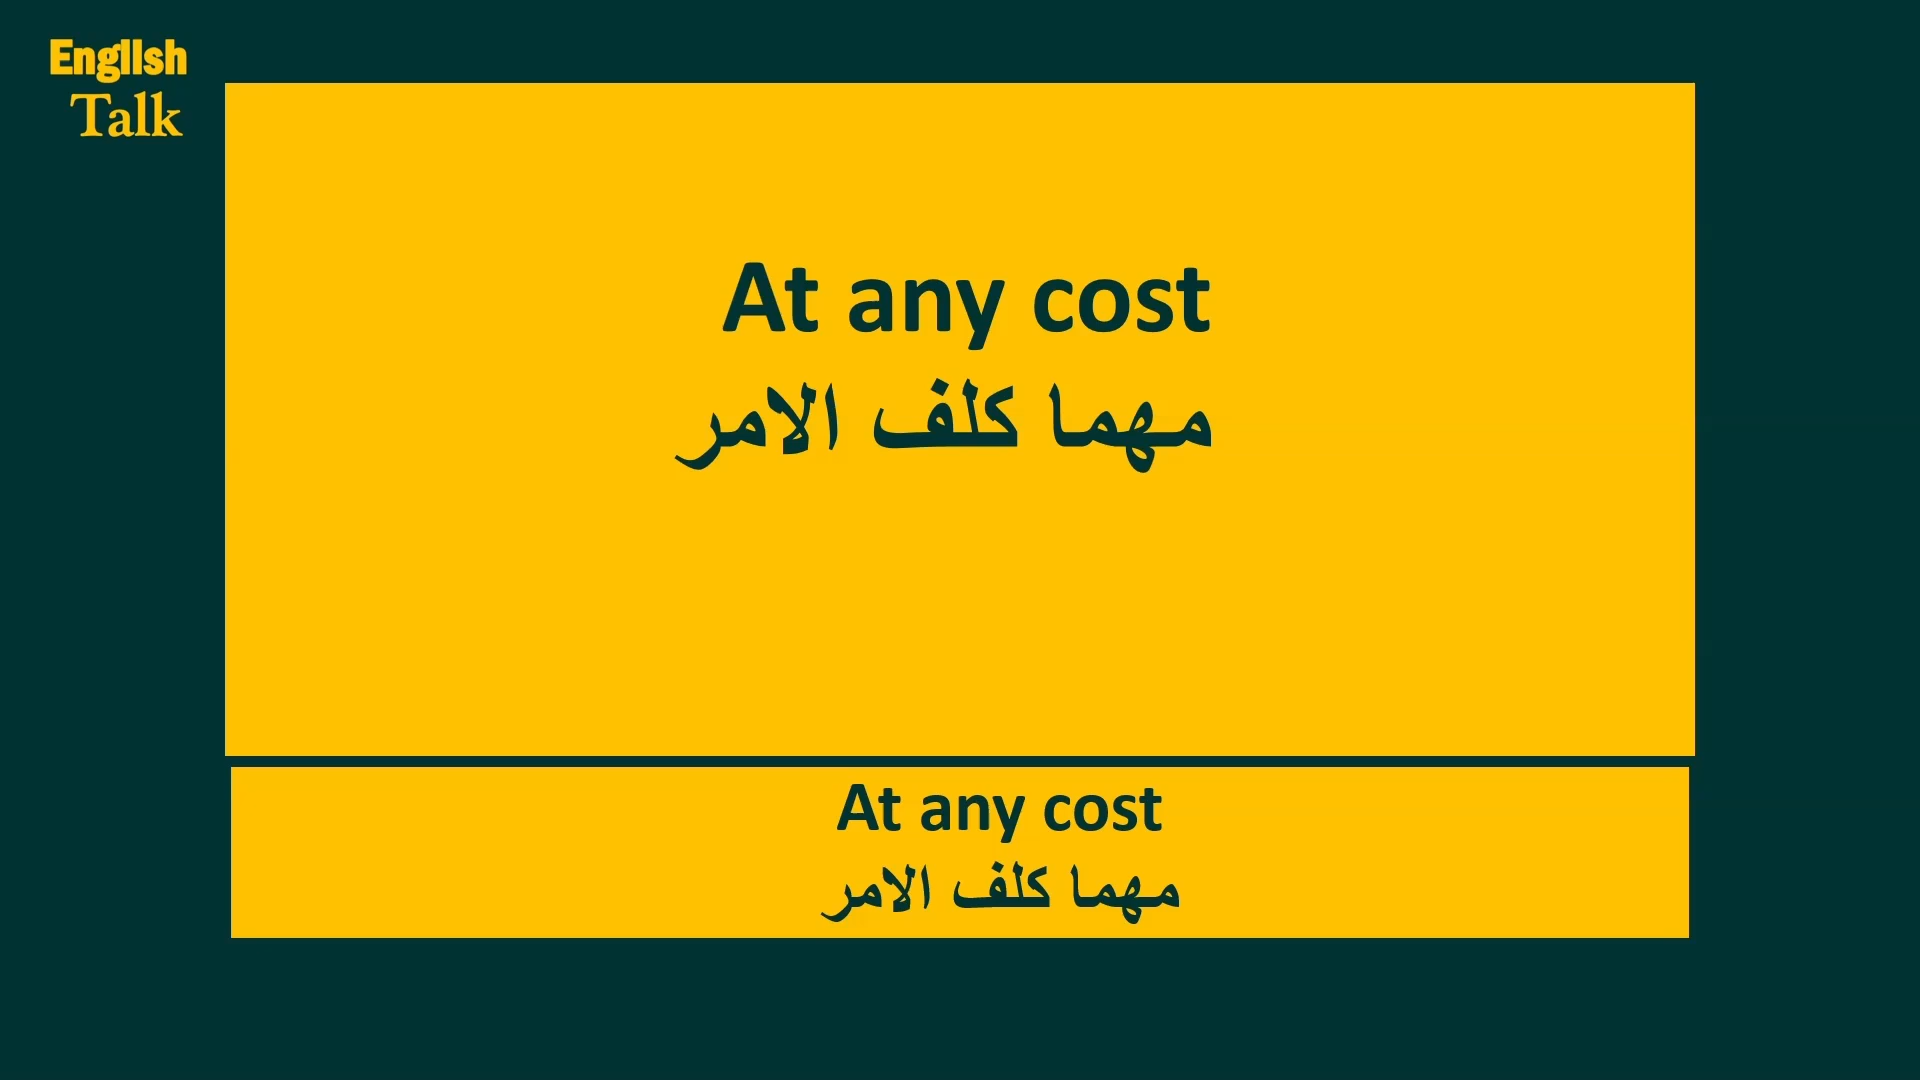 English
Talk
At any cost
مهما كلف الامر
At any cost
مهما كلف الامر